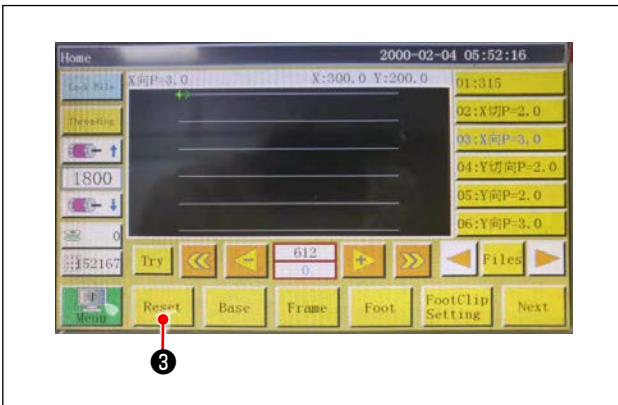 Home 2000-02-04 05:52:16
Lock File X向P=3.0 X:300.0 Y:200.0 01:315
Threading 02:X切P=2.0
03:X向P=3.0
1800 04:Y切向P=2.0
05:Y向P=2.0
0 06:Y向P=3.0
152167 Try 612 Files
0
Menu Reset Base Frame Foot FootClip Setting Next
3